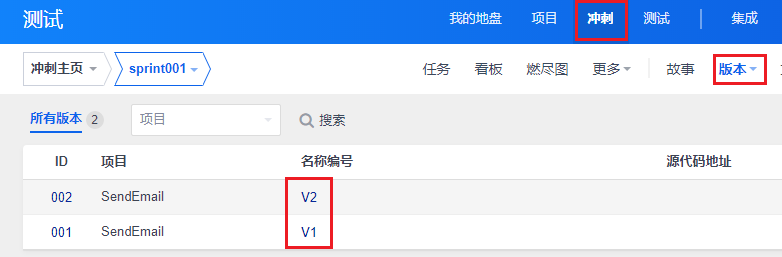 测试 我的地盘 项目 冲刺 测试 集成
冲刺主页 sprint001 任务 看板 燃尽图 更多 故事 版本
所有版本 2 项目 搜索
ID 项目 名称编号 源代码地址
002 SendEmail V2
001 SendEmail V1